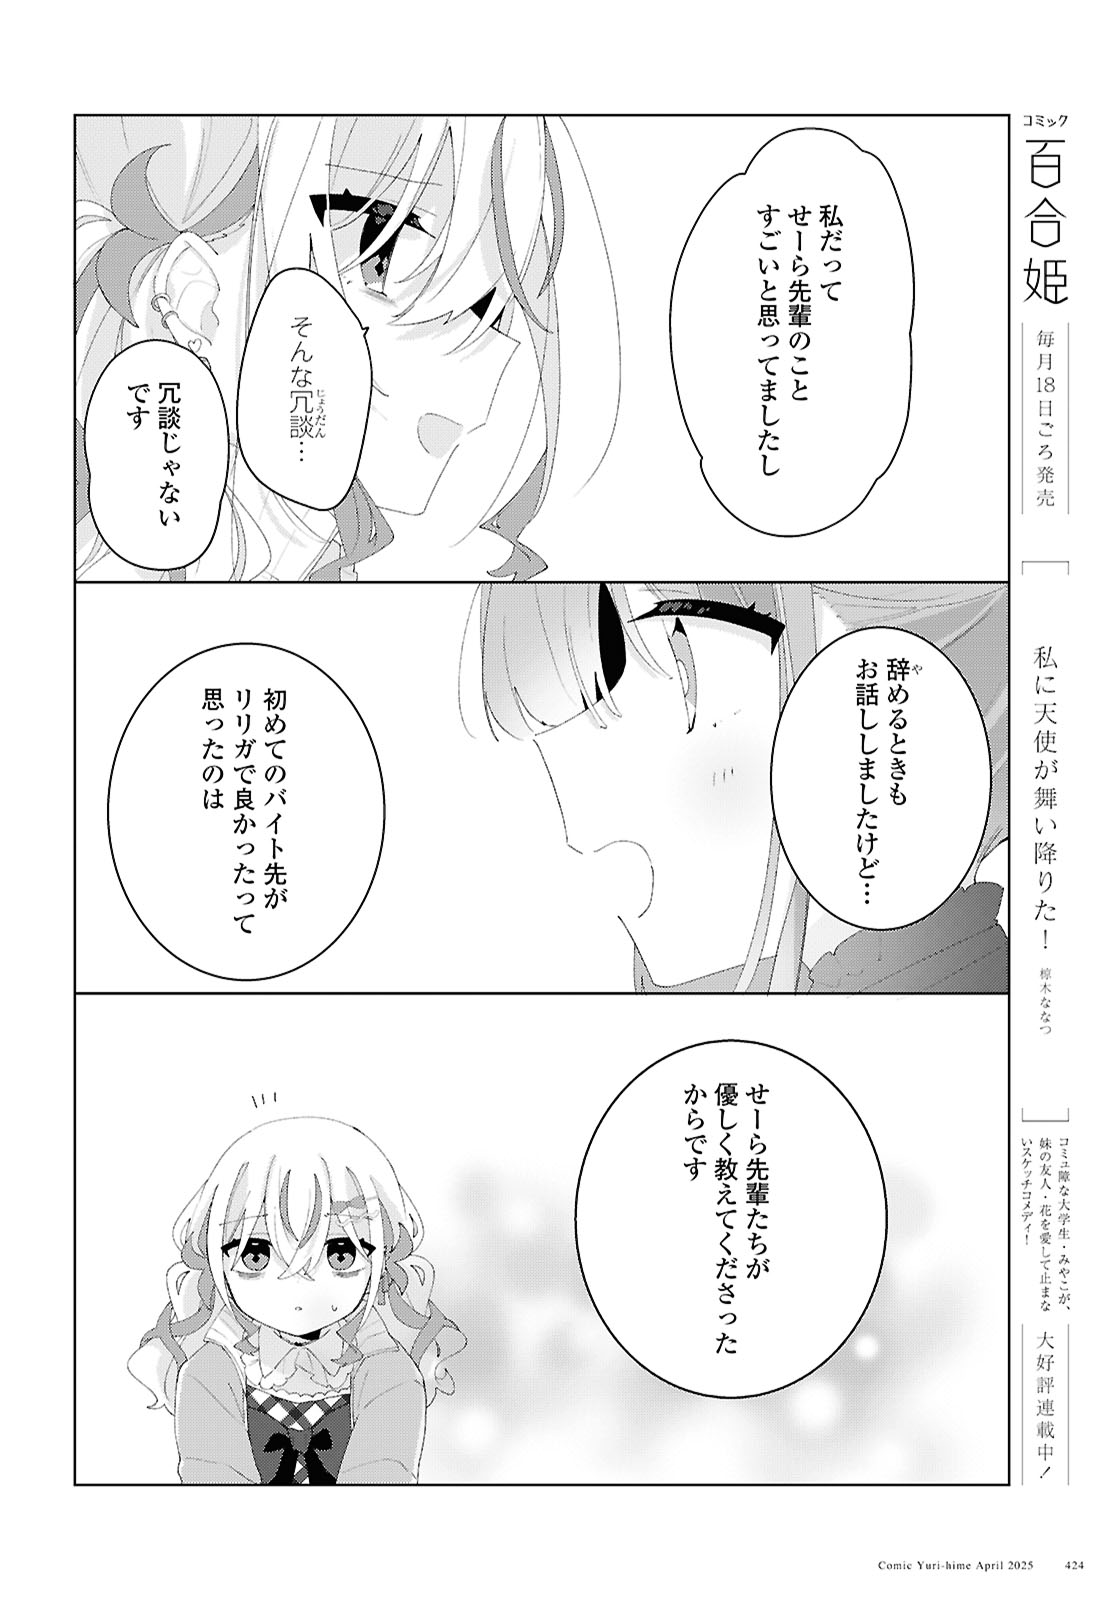 私だって
せーら先輩のこと
すごいと思ってましたし
そんな冗談…
じょうだん
冗談じゃない
です
辞めるときも
や
お話ししましたけど…
初めてのバイト先が
リリガで良かったって
思ったのは
せーら先輩たちが
優しく教えてくださった
からです
コミック
百合姫
毎月18日ごろ発売
私に天使が舞い降りた！
椋木ななつ
コミュ障な大学生・みやこが、
妹の友人・花を愛して止まな
いスケッチコメディ！
大好評連載中！
Comic Yuri-hime April 2025 424